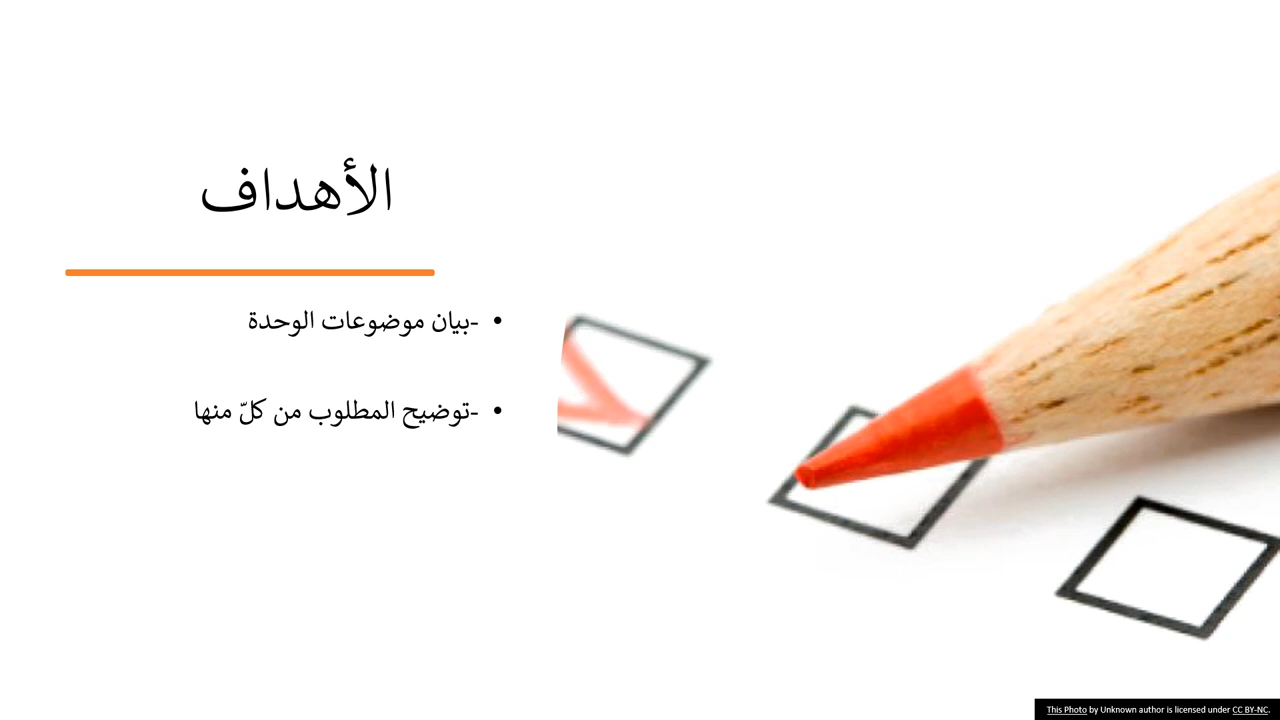 الأهداف
• -بيان موضوعات الوحدة
• -توضيح المطلوب من كلّ منها
This Photo by Unknown author is licensed under CC BY-NC.